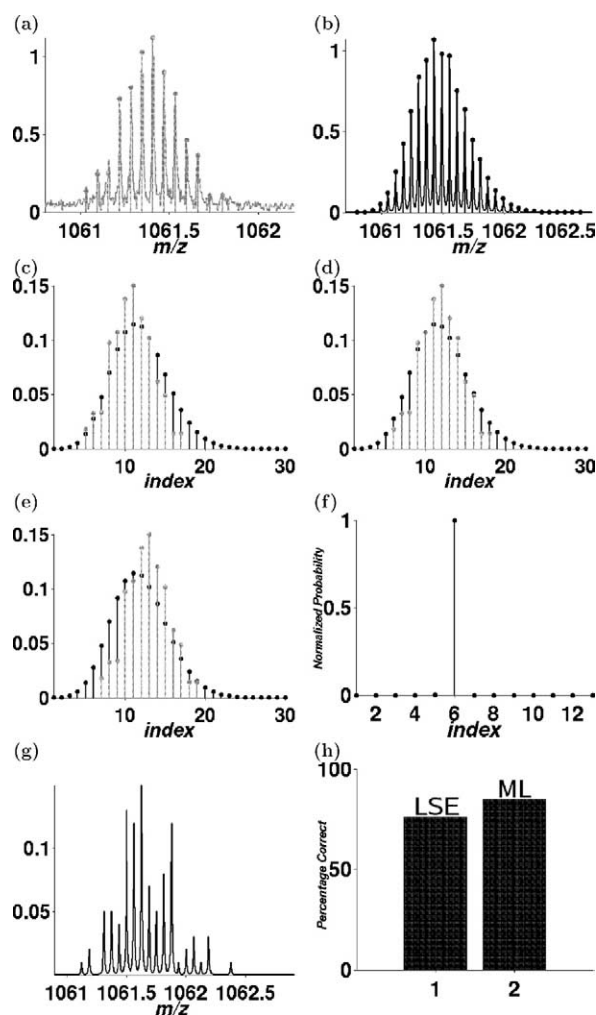 (a)
1
0.5
0
1061 1061.5 1062
m/z
(b)
1
0.5
0
1061 1061.5 1062 1062.5
m/z
(c)
0.15
0.1
0.05
0
10 20 30
index
(d)
0.15
0.1
0.05
0
10 20 30
index
(e)
0.15
0.1
0.05
0
10 20 30
index
(f)
Normalized Probability
1
0.5
0
2 4 6 8 10 12
index
(g)
0.1
0.05
1061 1061.5 1062 1062.5
m/z
(h)
Percentage Correct
100
50
0
LSE ML
1 2